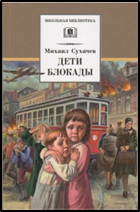 ШКОЛЬНАЯ БИБЛИОТЕКА
Михаил Сухачев
ДЕТИ
БЛОКАДЫ